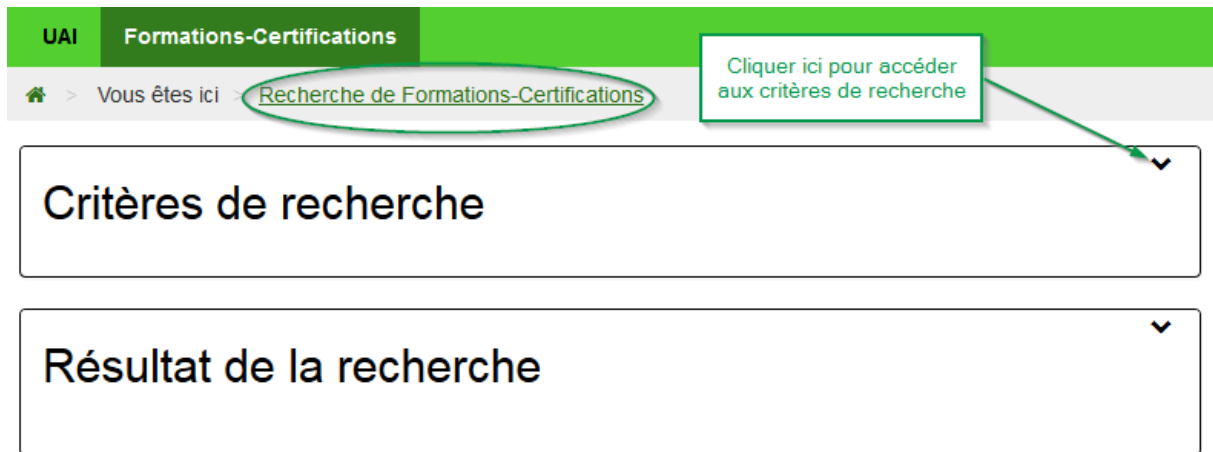 UAI Formations-Certifications
Cliquer ici pour accéder
aux critères de recherche
> Vous êtes ici > Recherche de Formations-Certifications
Critères de recherche
Résultat de la recherche